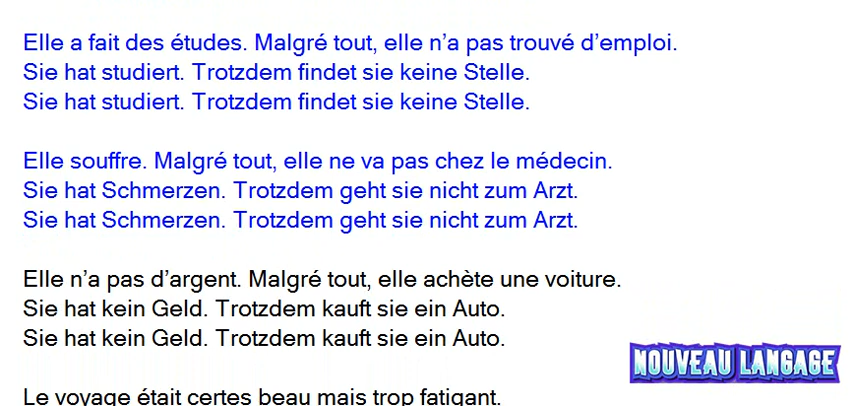 Elle a fait des études. Malgré tout, elle n’a pas trouvé d’emploi.
Sie hat studiert. Trotzdem findet sie keine Stelle.
Sie hat studiert. Trotzdem findet sie keine Stelle.
Elle souffre. Malgré tout, elle ne va pas chez le médecin.
Sie hat Schmerzen. Trotzdem geht sie nicht zum Arzt.
Sie hat Schmerzen. Trotzdem geht sie nicht zum Arzt.
Elle n’a pas d’argent. Malgré tout, elle achète une voiture.
Sie hat kein Geld. Trotzdem kauft sie ein Auto.
Sie hat kein Geld. Trotzdem kauft sie ein Auto.
NOUVEAU LANGAGE
Le voyage était certes beau mais trop fatigant.